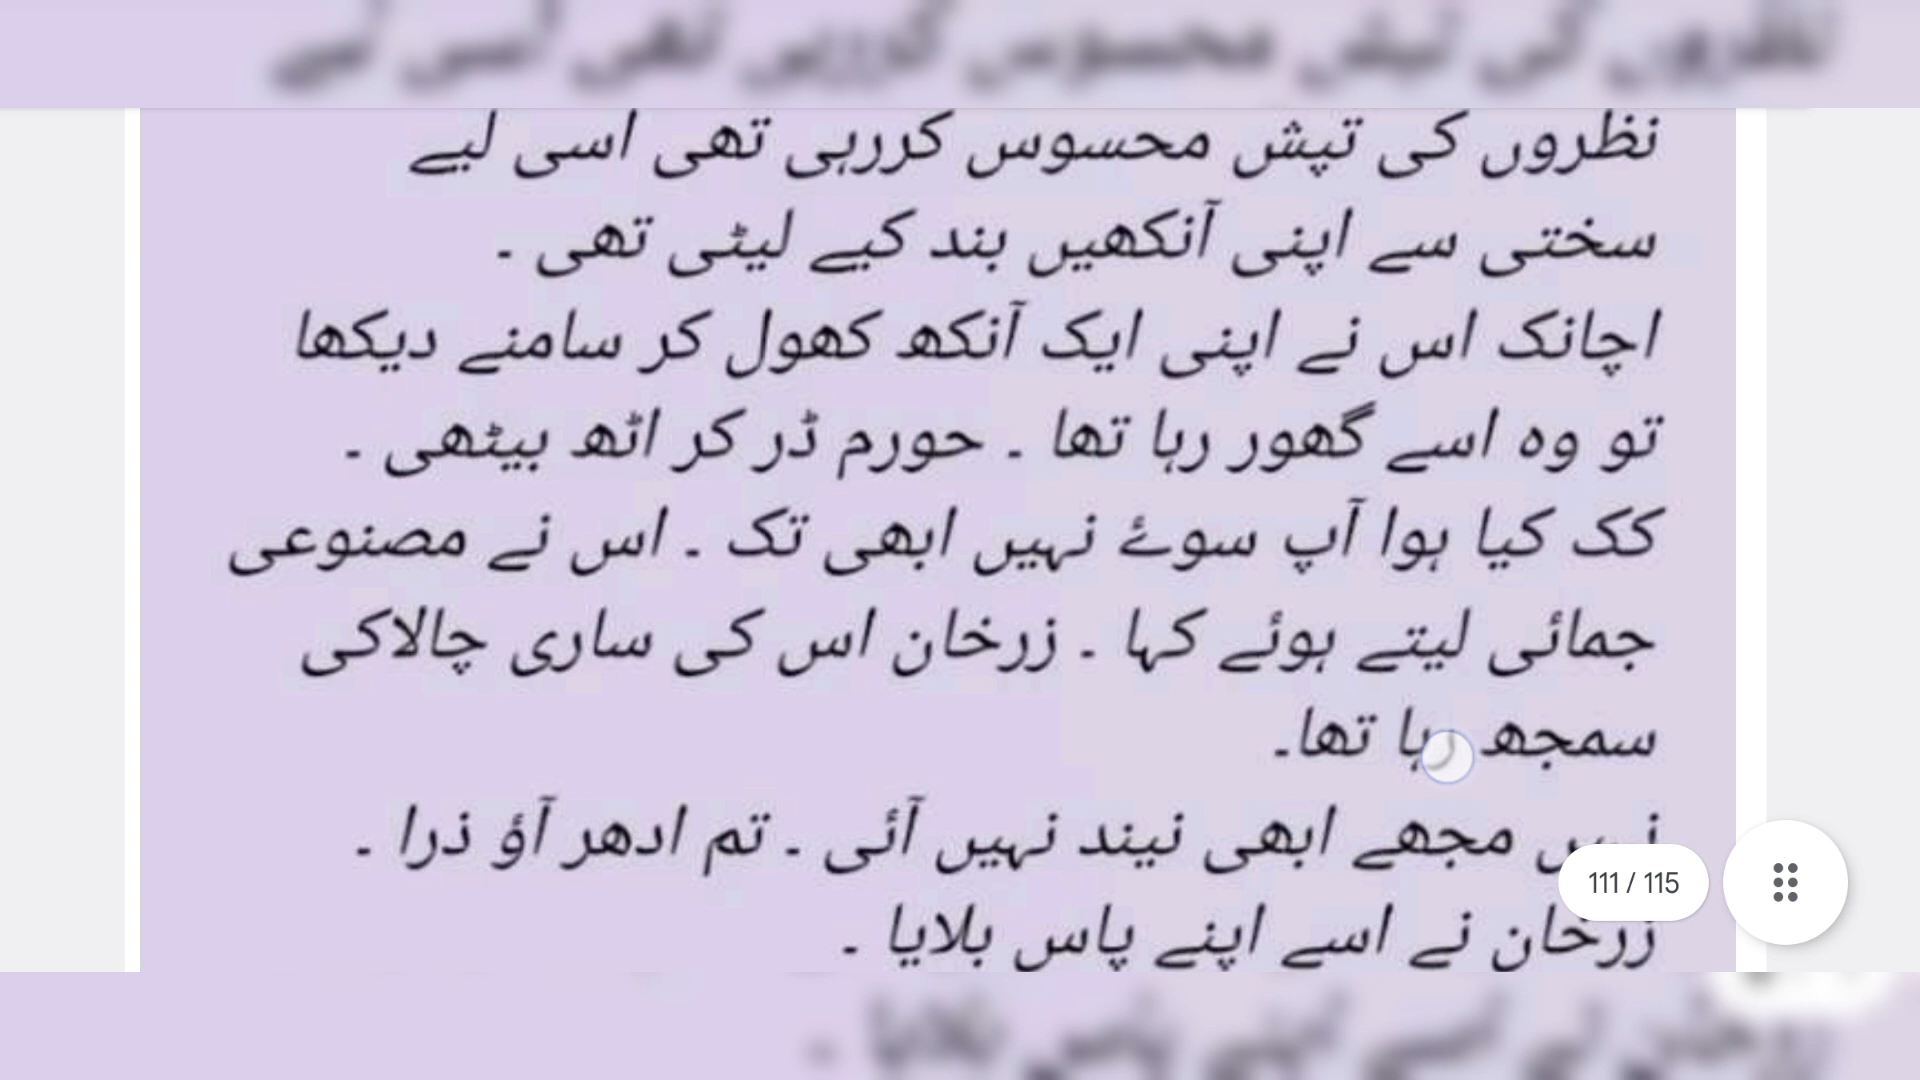 نظروں کی تپش محسوس کررہی تھی اسی لیے
سختی سے اپنی آنکھیں بند کیے لیٹی تھی ۔
اچانک اس نے اپنی ایک آنکھ کھول کر سامنے دیکھا
تو وہ اسے گھور رہا تھا ۔ حورم ڈر کر اٹھ بیٹھی ۔
کک کیا ہوا آپ سوۓ نہیں ابھی تک ۔ اس نے مصنوعی
جمائی لیتے ہوئے کہا ۔ زرخان اس کی ساری چالاکی
سمجھ رہا تھا۔
نہیں مجھے ابھی نیند نہیں آئی ۔ تم ادھر آؤ ذرا ۔
111 / 115
زرخان نے اسے اپنے پاس بلایا ۔